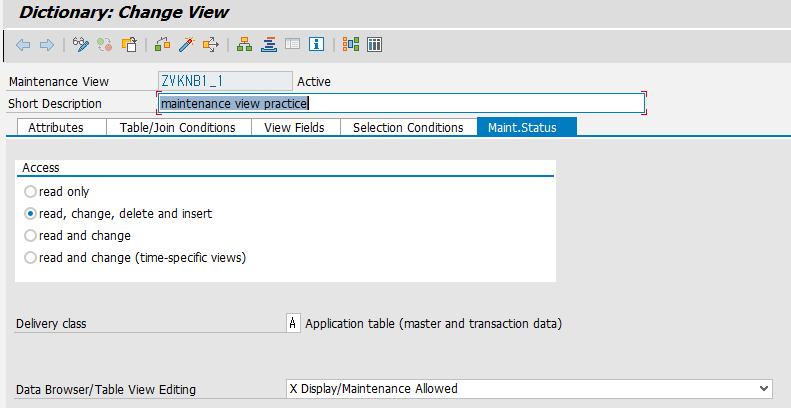 Dictionary: Change View
Maintenance View ZVKNB1_1 Active
Short Description maintenance view practice
Attributes Table/Join Conditions View Fields Selection Conditions Maint.Status
Access
read only
read, change, delete and insert
read and change
read and change (time-specific views)
Delivery class A Application table (master and transaction data)
Data Browser/Table View Editing X Display/Maintenance Allowed